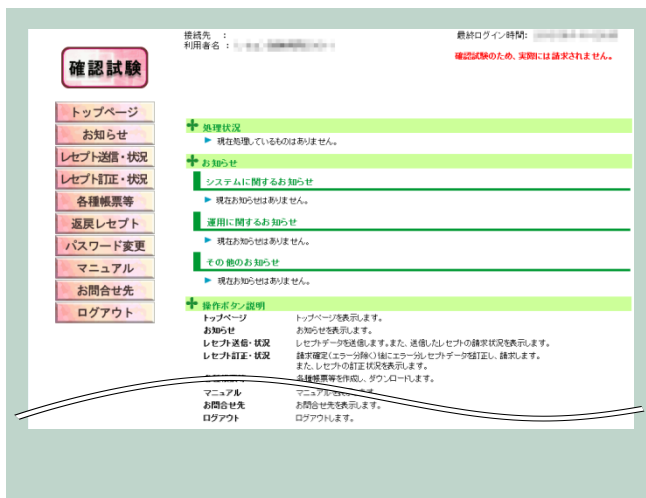 接続先 ：
最終ログイン時間：
利用者名 ：
確認試験のため、実際には請求されません。
確認試験
トップページ
お知らせ
レセプト送信・状況
レセプト訂正・状況
各種帳票等
返戻レセプト
パスワード変更
マニュアル
お問合せ先
ログアウト
処理状況
現在処理しているものはありません。
お知らせ
システムに関するお知らせ
現在お知らせはありません。
運用に関するお知らせ
現在お知らせはありません。
その他のお知らせ
現在お知らせはありません。
操作ボタン説明
トップページ トップページを表示します。
お知らせ お知らせを表示します。
レセプト送信・状況 レセプトデータを送信します。また、送信したレセプトの請求状況を表示します。
レセプト訂正・状況 請求確定（エラー分除く）後にエラー分レセプトデータを訂正し、請求します。
また、レセプトの訂正状況を表示します。
各種帳票等を作成し、ダウンロードします。
マニュアル
お問合せ先 お問合せ先を表示します。
ログアウト ログアウトします。